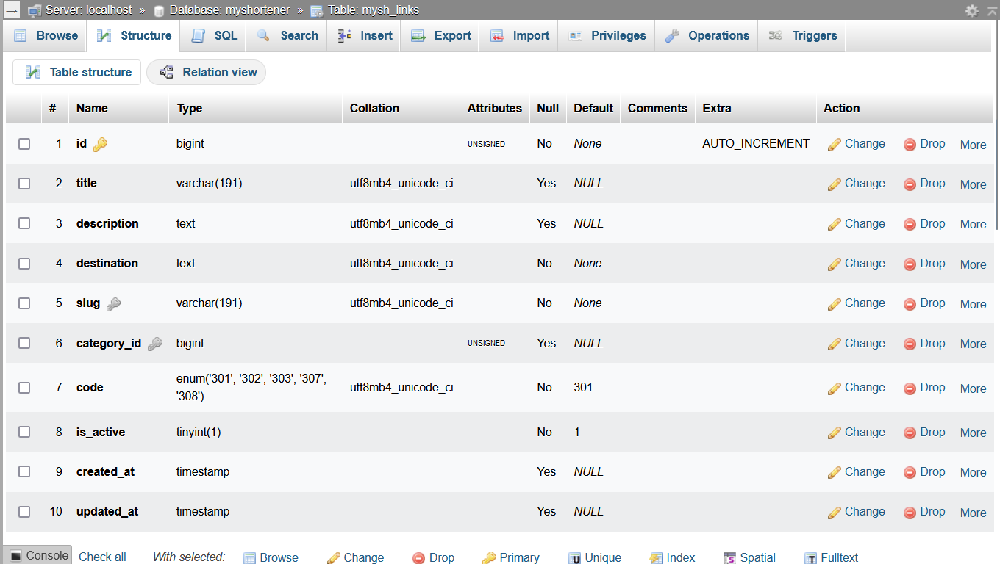 Server: localhost » Database: myshortener » Table: mysh_links
Browse Structure SQL Search Insert Export Import Privileges Operations Triggers
Table structure Relation view
# Name Type Collation Attributes Null Default Comments Extra Action
1 id bigint UNSIGNED No None AUTO_INCREMENT Change Drop More
2 title varchar(191) utf8mb4_unicode_ci Yes NULL Change Drop More
3 description text utf8mb4_unicode_ci Yes NULL Change Drop More
4 destination text utf8mb4_unicode_ci No None Change Drop More
5 slug varchar(191) utf8mb4_unicode_ci No None Change Drop More
6 category_id bigint UNSIGNED Yes NULL Change Drop More
7 code enum('301', '302', '303', '307', '308') utf8mb4_unicode_ci No 301 Change Drop More
8 is_active tinyint(1) No 1 Change Drop More
9 created_at timestamp Yes NULL Change Drop More
10 updated_at timestamp Yes NULL Change Drop More
Console Check all With selected: Browse Change Drop Primary Unique Index Spatial Fulltext